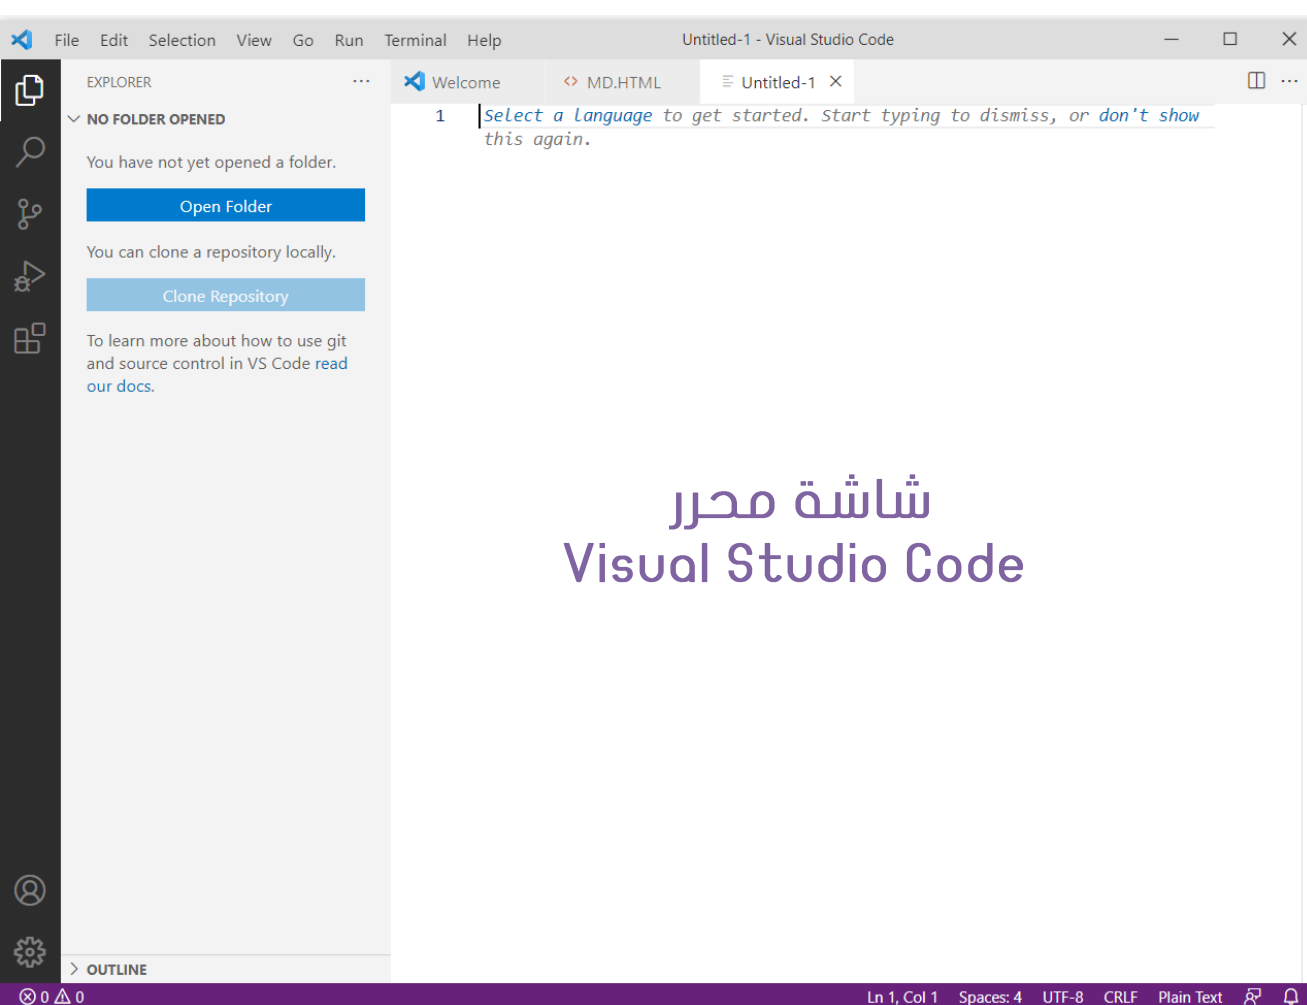 File Edit Selection View Go Run Terminal Help Untitled-1 - Visual Studio Code
EXPLORER
Welcome MD.HTML Untitled-1
NO FOLDER OPENED
You have not yet opened a folder.
Open Folder
You can clone a repository locally.
Clone Repository
To learn more about how to use git
and source control in VS Code read
our docs.
1 Select a language to get started. Start typing to dismiss, or don't show
this again.
شاشة محرر
Visual Studio Code
OUTLINE
0 0 Ln 1, Col 1 Spaces: 4 UTF-8 CRLF Plain Text